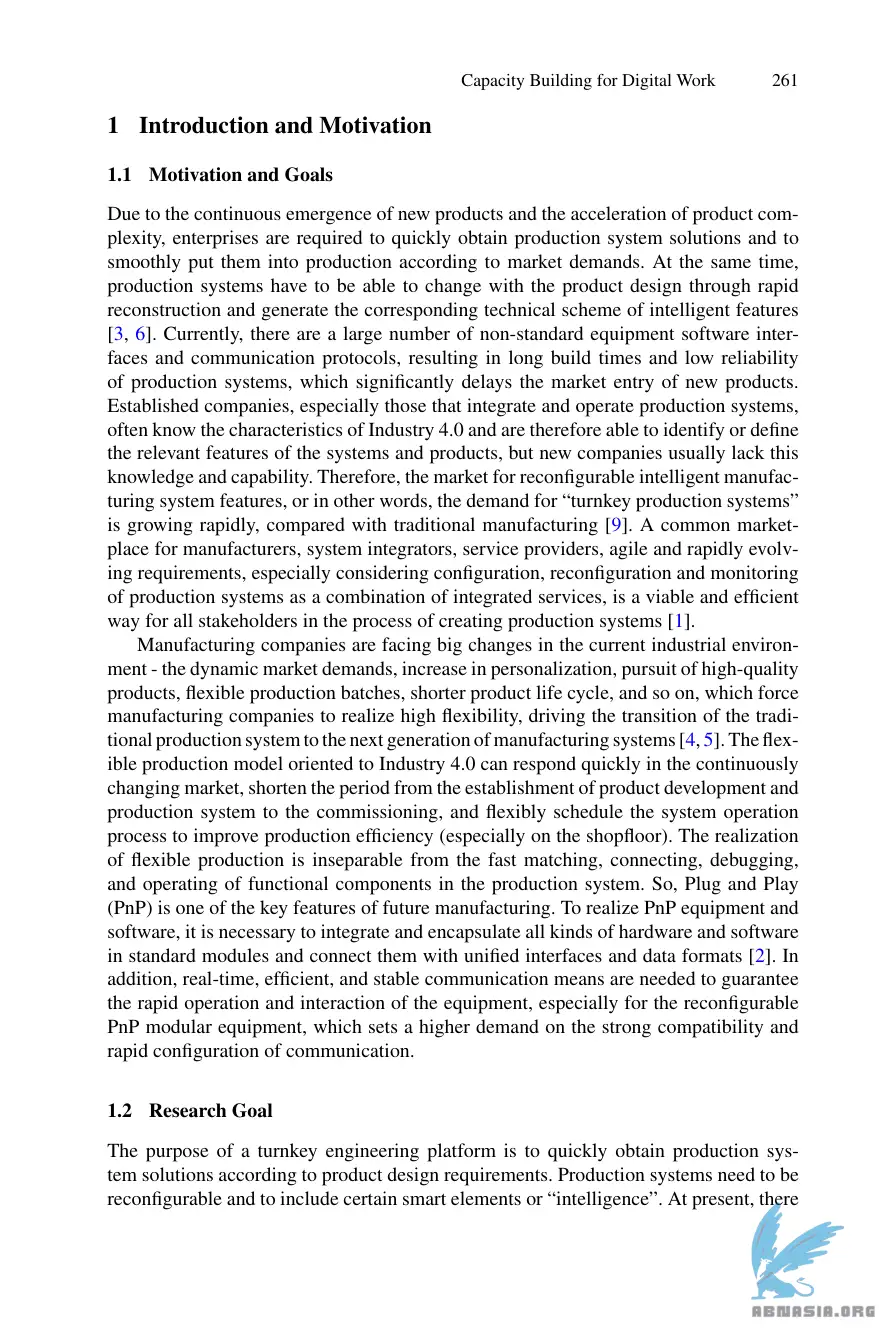 Capacity Building for Digital Work 261
1 Introduction and Motivation
1.1 Motivation and Goals
Due to the continuous emergence of new products and the acceleration of product com-
plexity, enterprises are required to quickly obtain production system solutions and to
smoothly put them into production according to market demands. At the same time,
production systems have to be able to change with the product design through rapid
reconstruction and generate the corresponding technical scheme of intelligent features
[3, 6]. Currently, there are a large number of non-standard equipment software inter-
faces and communication protocols, resulting in long build times and low reliability
of production systems, which significantly delays the market entry of new products.
Established companies, especially those that integrate and operate production systems,
often know the characteristics of Industry 4.0 and are therefore able to identify or define
the relevant features of the systems and products, but new companies usually lack this
knowledge and capability. Therefore, the market for reconfigurable intelligent manufac-
turing system features, or in other words, the demand for “turnkey production systems”
is growing rapidly, compared with traditional manufacturing [9]. A common market-
place for manufacturers, system integrators, service providers, agile and rapidly evolv-
ing requirements, especially considering configuration, reconfiguration and monitoring
of production systems as a combination of integrated services, is a viable and efficient
way for all stakeholders in the process of creating production systems [1].
Manufacturing companies are facing big changes in the current industrial environ-
ment - the dynamic market demands, increase in personalization, pursuit of high-quality
products, flexible production batches, shorter product life cycle, and so on, which force
manufacturing companies to realize high flexibility, driving the transition of the tradi-
tional production system to the next generation of manufacturing systems [4, 5]. The flex-
ible production model oriented to Industry 4.0 can respond quickly in the continuously
changing market, shorten the period from the establishment of product development and
production system to the commissioning, and flexibly schedule the system operation
process to improve production efficiency (especially on the shopfloor). The realization
of flexible production is inseparable from the fast matching, connecting, debugging,
and operating of functional components in the production system. So, Plug and Play
(PnP) is one of the key features of future manufacturing. To realize PnP equipment and
software, it is necessary to integrate and encapsulate all kinds of hardware and software
in standard modules and connect them with unified interfaces and data formats [2]. In
addition, real-time, efficient, and stable communication means are needed to guarantee
the rapid operation and interaction of the equipment, especially for the reconfigurable
PnP modular equipment, which sets a higher demand on the strong compatibility and
rapid configuration of communication.
1.2 Research Goal
The purpose of a turnkey engineering platform is to quickly obtain production sys-
tem solutions according to product design requirements. Production systems need to be
reconfigurable and to include certain smart elements or “intelligence”. At present, there
ABNASIA.ORG